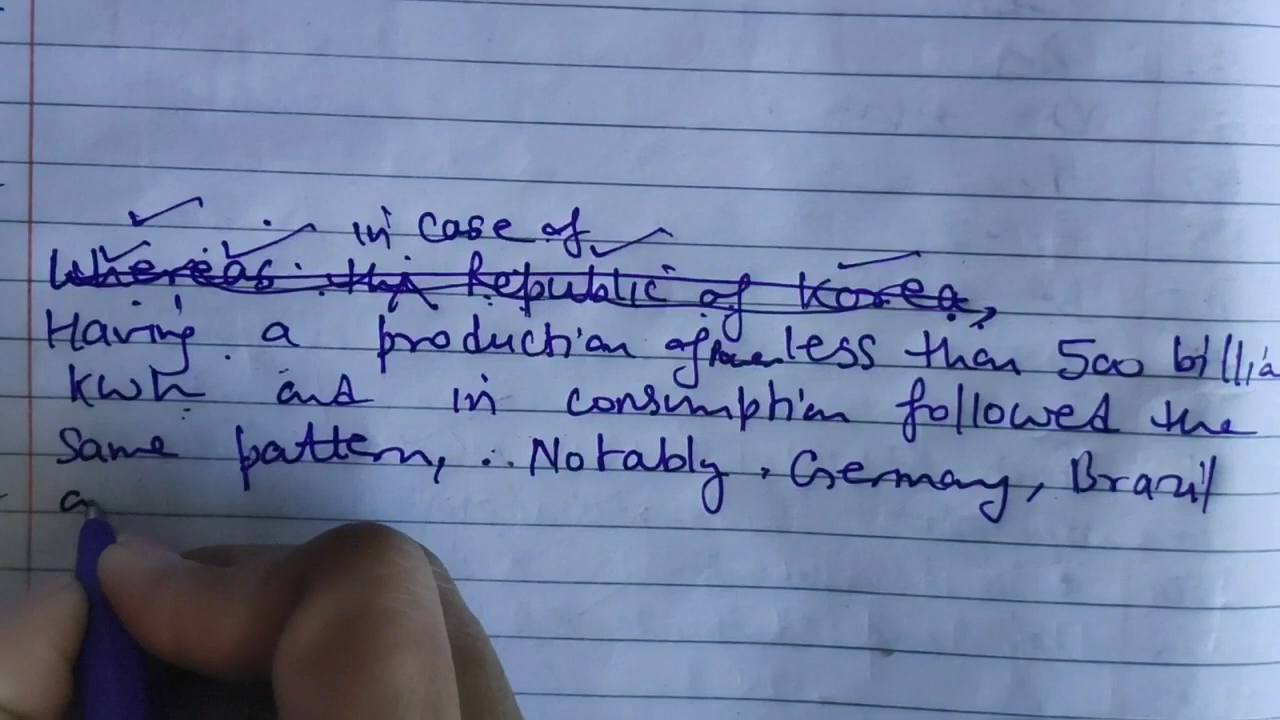 in case of
Whereas the Republic of Korea,
Having a production of less than 500 billio
Kwh and in consumption followed the
same pattern, Notably, Germany, Brazil
a